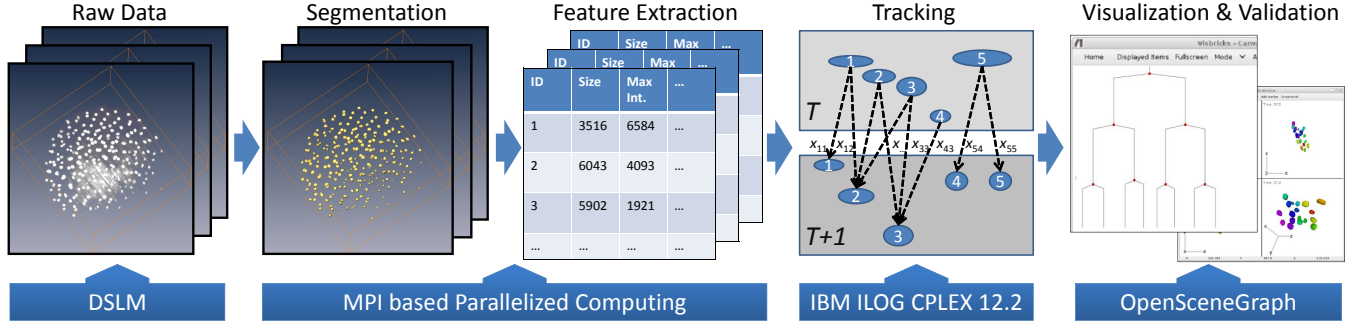 Raw Data
Segmentation
Feature Extraction
Tracking
Visualization & Validation
ID Size Max ...
ID Size Max ...
ID Size Max Int. ...
1 3516 6584 ...
2 6043 4093 ...
3 5902 1921 ...
... ... ... ...
1
2
3
4
5
T
x11 x12 x... x33 x43 x54 x55
1
2
3
4
5
T+1
Visbricks - Canv
Home Displayed Items Fullscreen Mode
DSLM
MPI based Parallelized Computing
IBM ILOG CPLEX 12.2
OpenSceneGraph